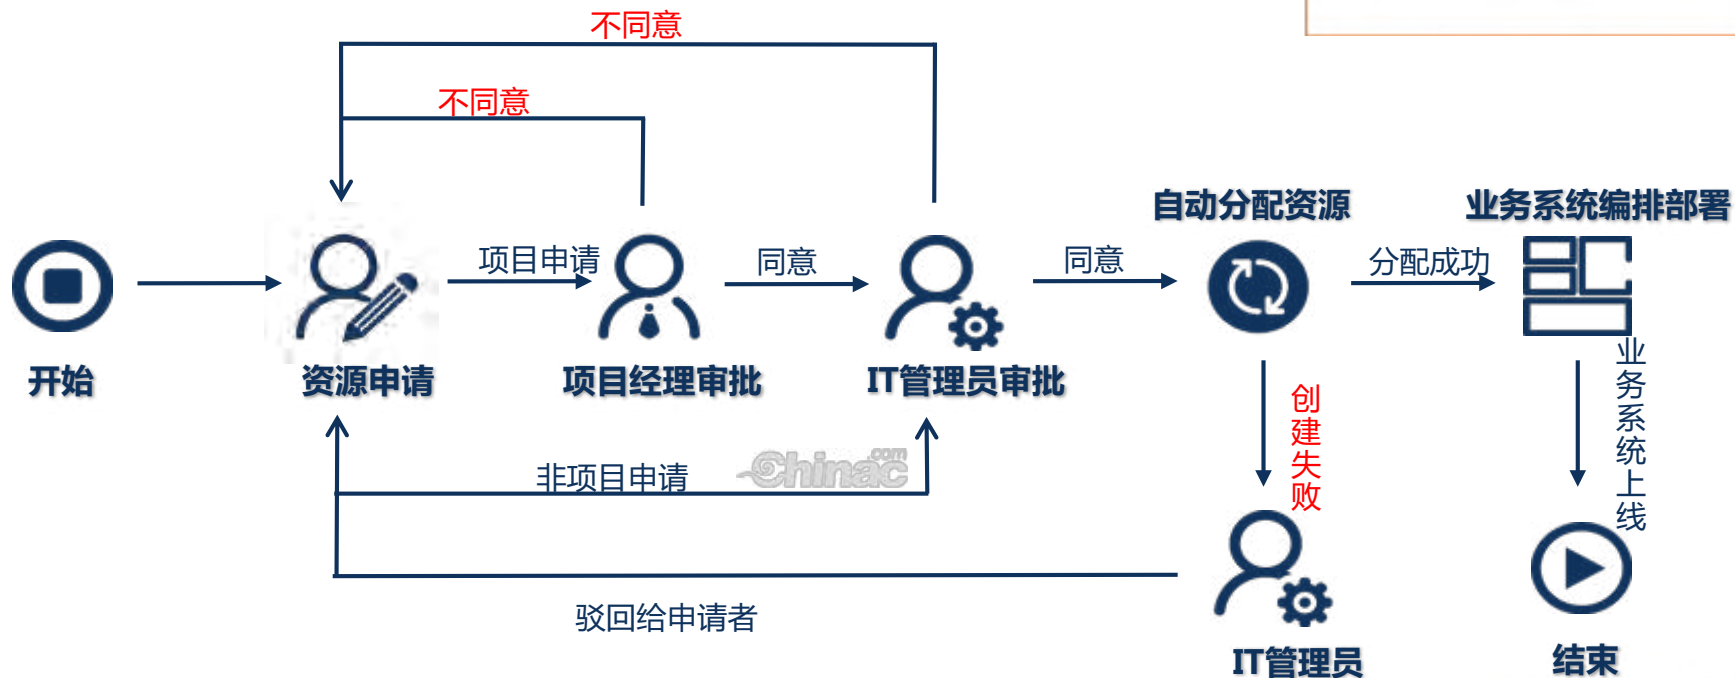 不同意
不同意
自动分配资源
业务系统编排部署
项目申请
同意
同意
分配成功
开始
资源申请
项目经理审批
IT管理员审批
创建失败
业务系统上线
非项目申请
Chinac.com
驳回给申请者
IT管理员
结束